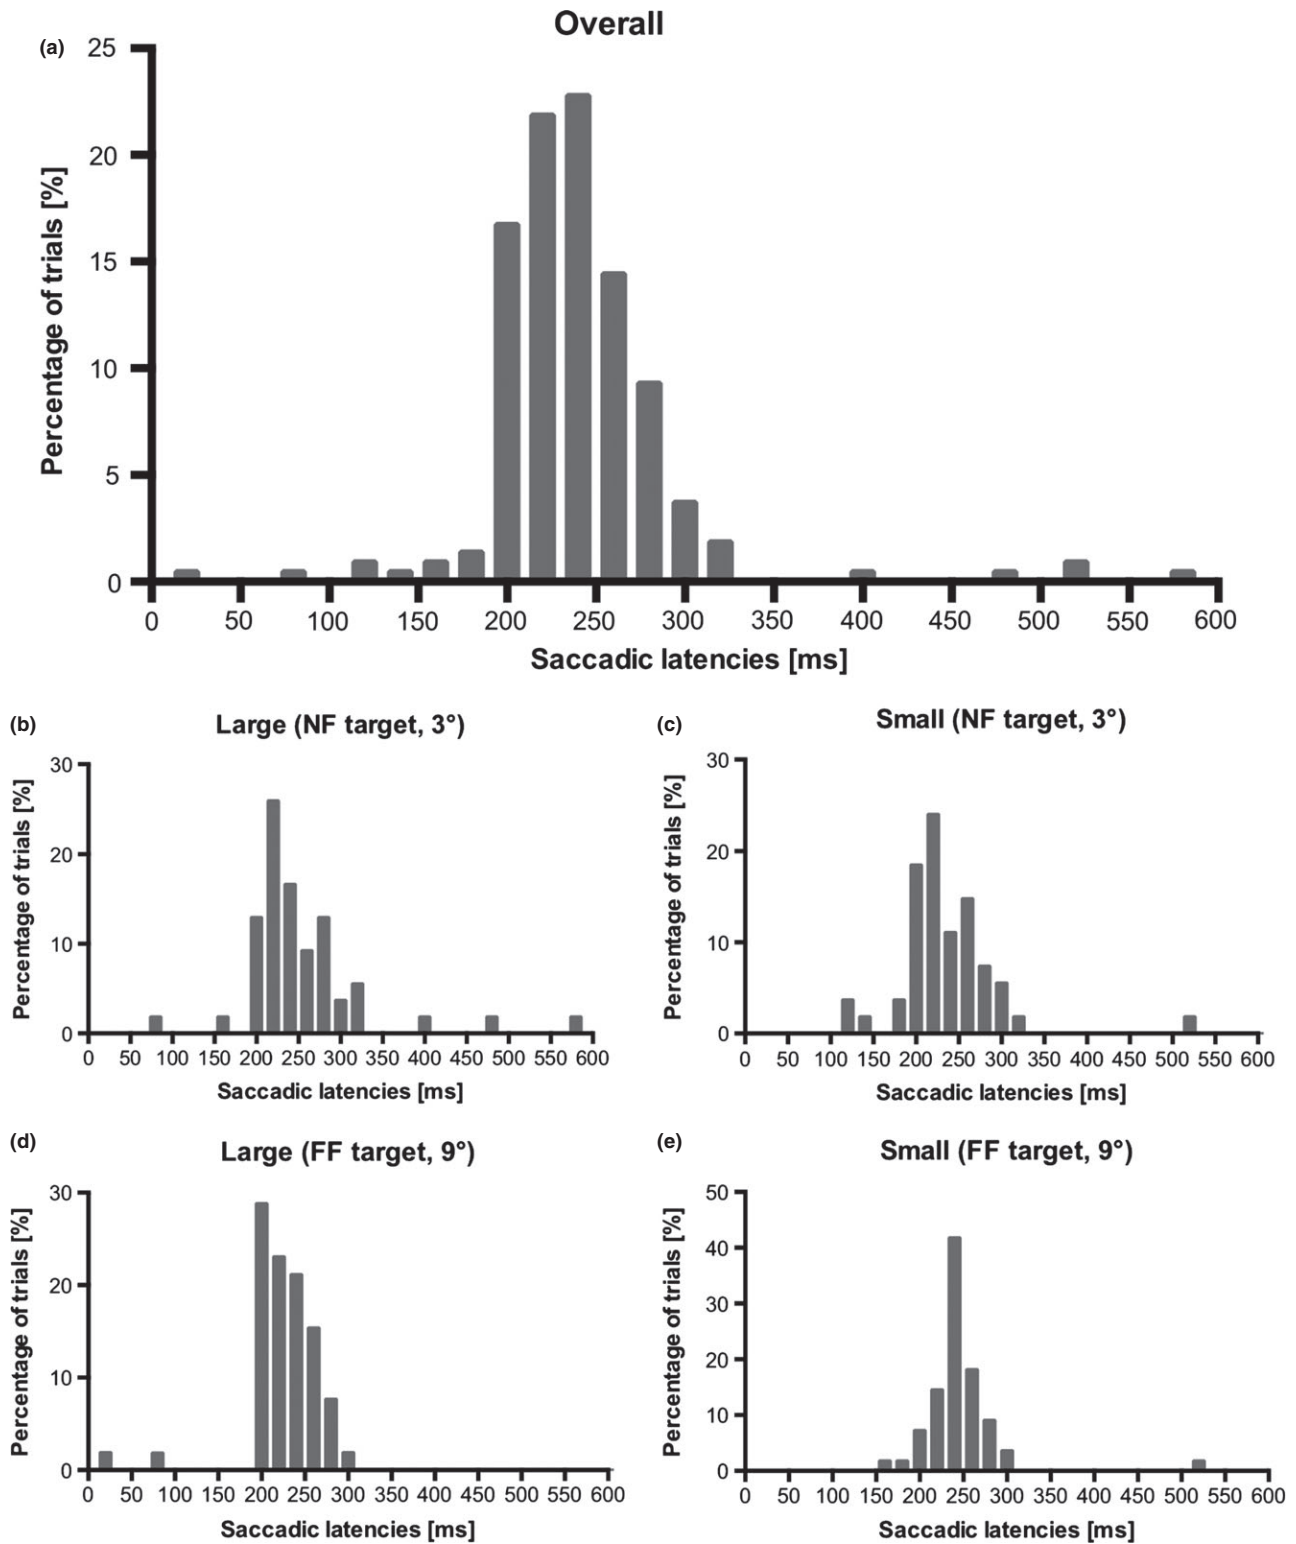 Overall
(a)
25
20
15
10
5
0
Percentage of trials [%]
0 50 100 150 200 250 300 350 400 450 500 550 600
Saccadic latencies [ms]
(b)
Large (NF target, 3°)
30
20
10
0
Percentage of trials [%]
0 50 100 150 200 250 300 350 400 450 500 550 600
Saccadic latencies [ms]
(c)
Small (NF target, 3°)
30
20
10
0
Percentage of trials [%]
0 50 100 150 200 250 300 350 400 450 500 550 600
Saccadic latencies [ms]
(d)
Large (FF target, 9°)
30
20
10
0
Percentage of trials [%]
0 50 100 150 200 250 300 350 400 450 500 550 600
Saccadic latencies [ms]
(e)
Small (FF target, 9°)
50
40
30
20
10
0
Percentage of trials [%]
0 50 100 150 200 250 300 350 400 450 500 550 600
Saccadic latencies [ms]